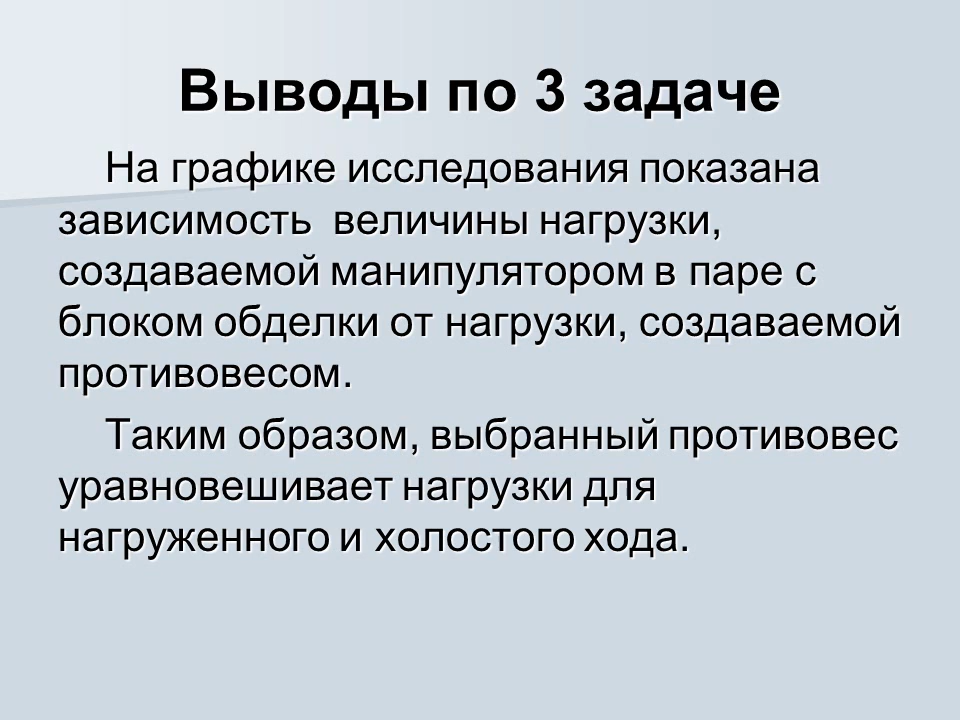 Выводы по 3 задаче
На графике исследования показана
зависимость величины нагрузки,
создаваемой манипулятором в паре с
блоком обделки от нагрузки, создаваемой
противовесом.
Таким образом, выбранный противовес
уравновешивает нагрузки для
нагруженного и холостого хода.